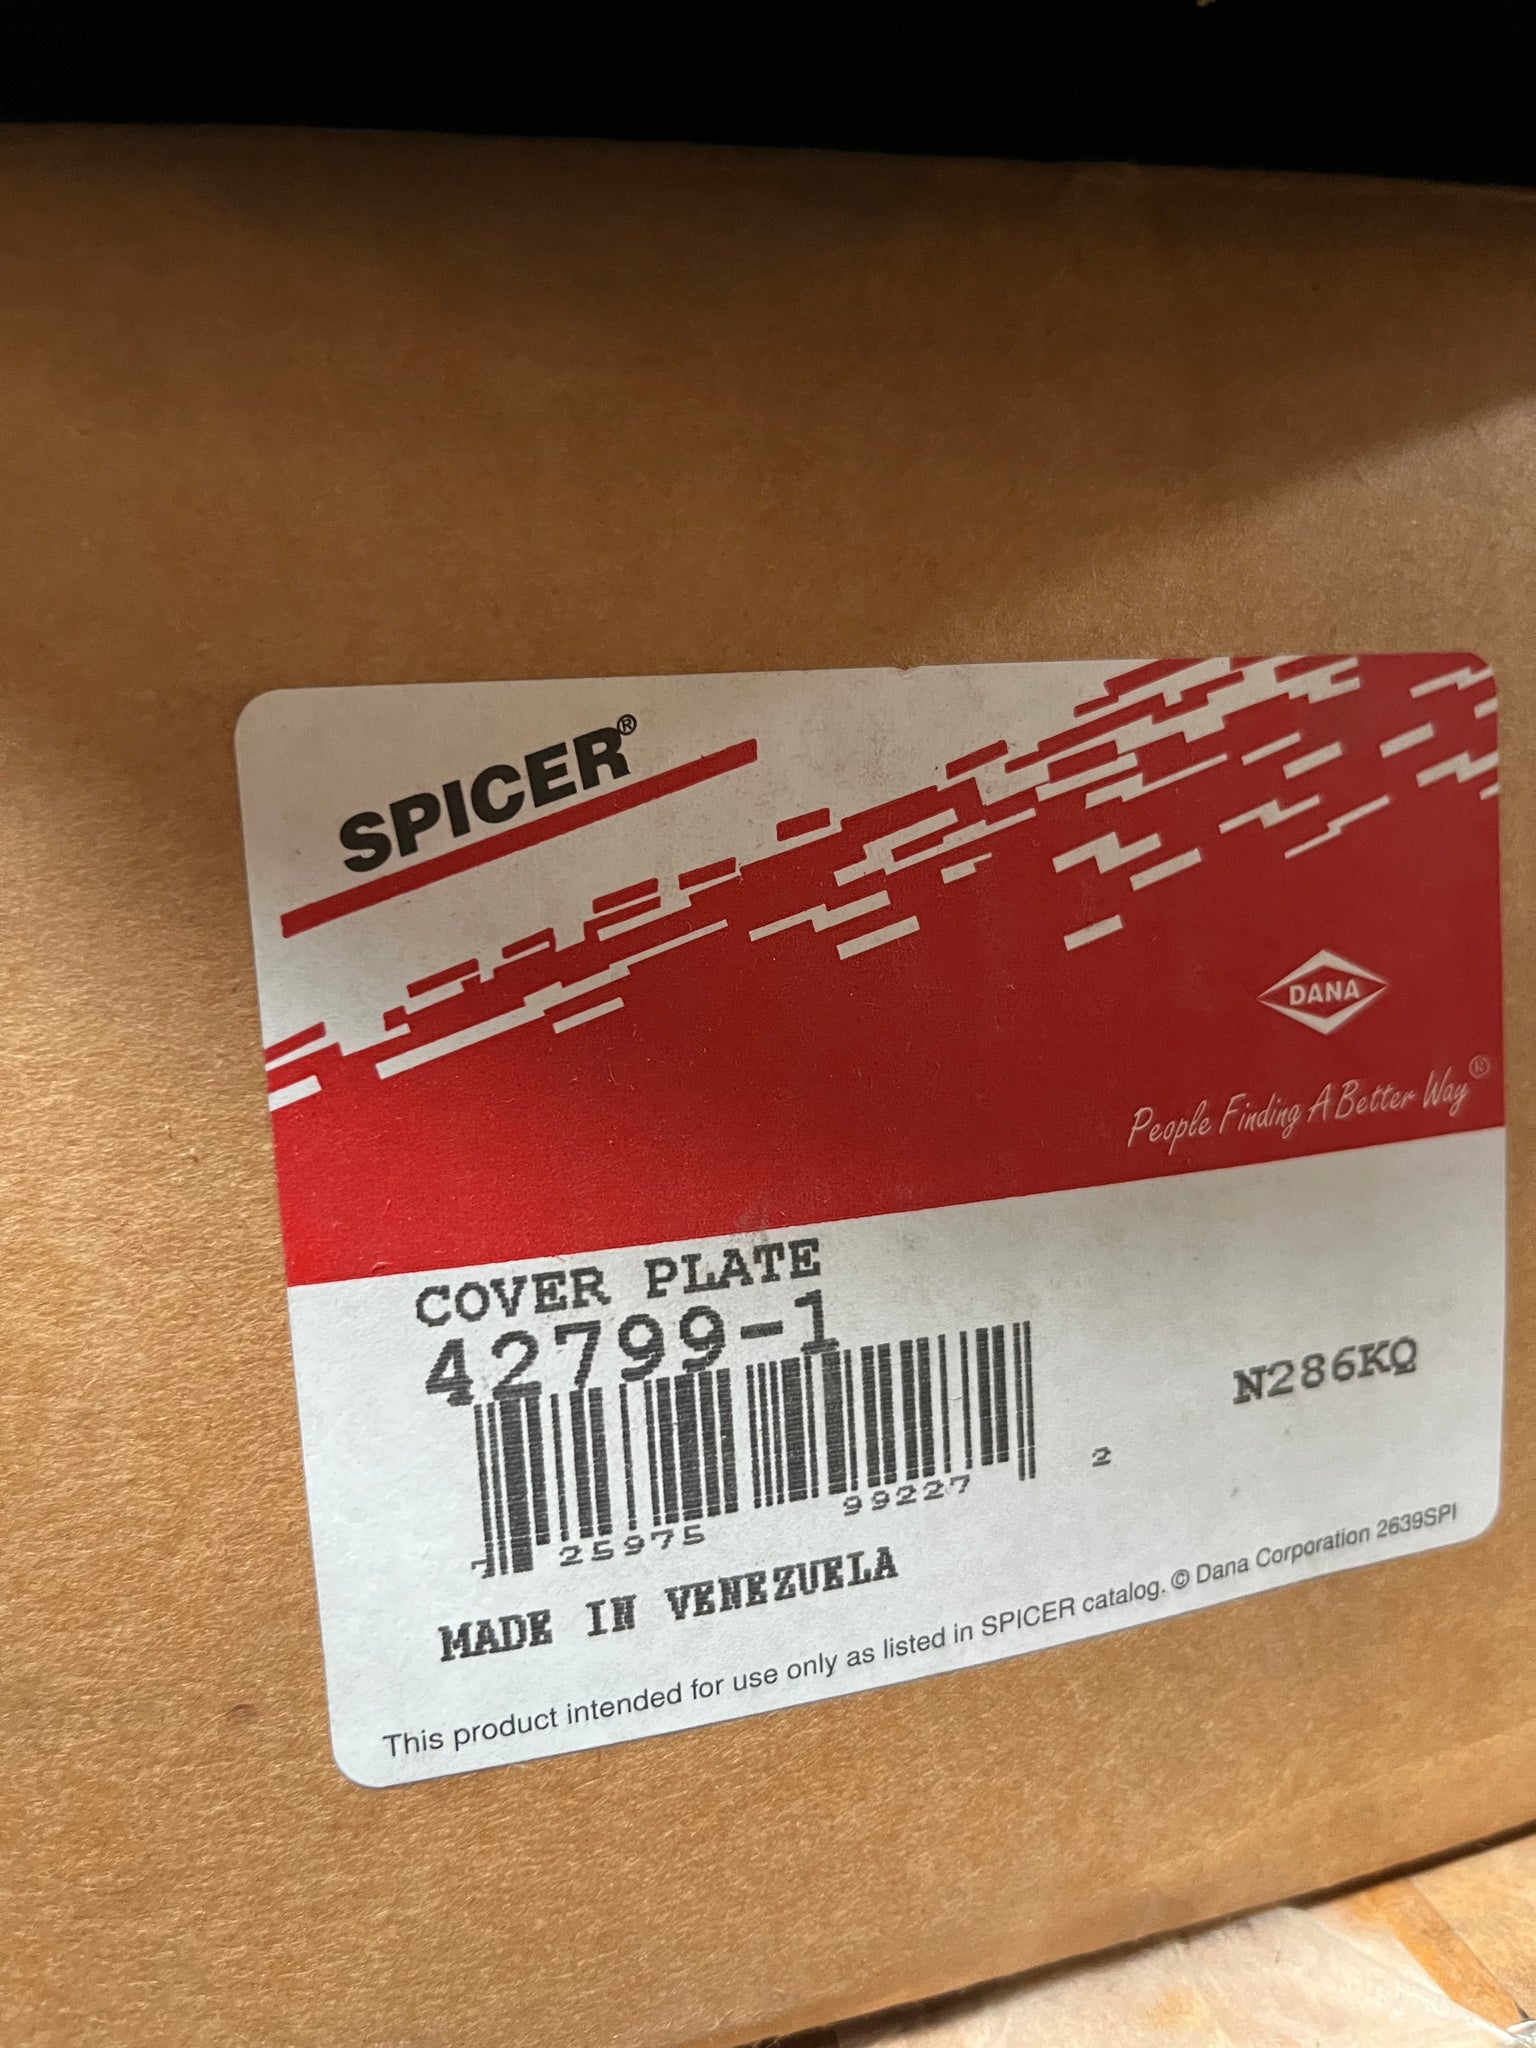 SPICER®
DANA
People Finding A Better Way®
COVER PLATE
42799-1
N286KQ
7 25975 99227 2
MADE IN VENEZUELA
This product intended for use only as listed in SPICER catalog. © Dana Corporation 2639SPI